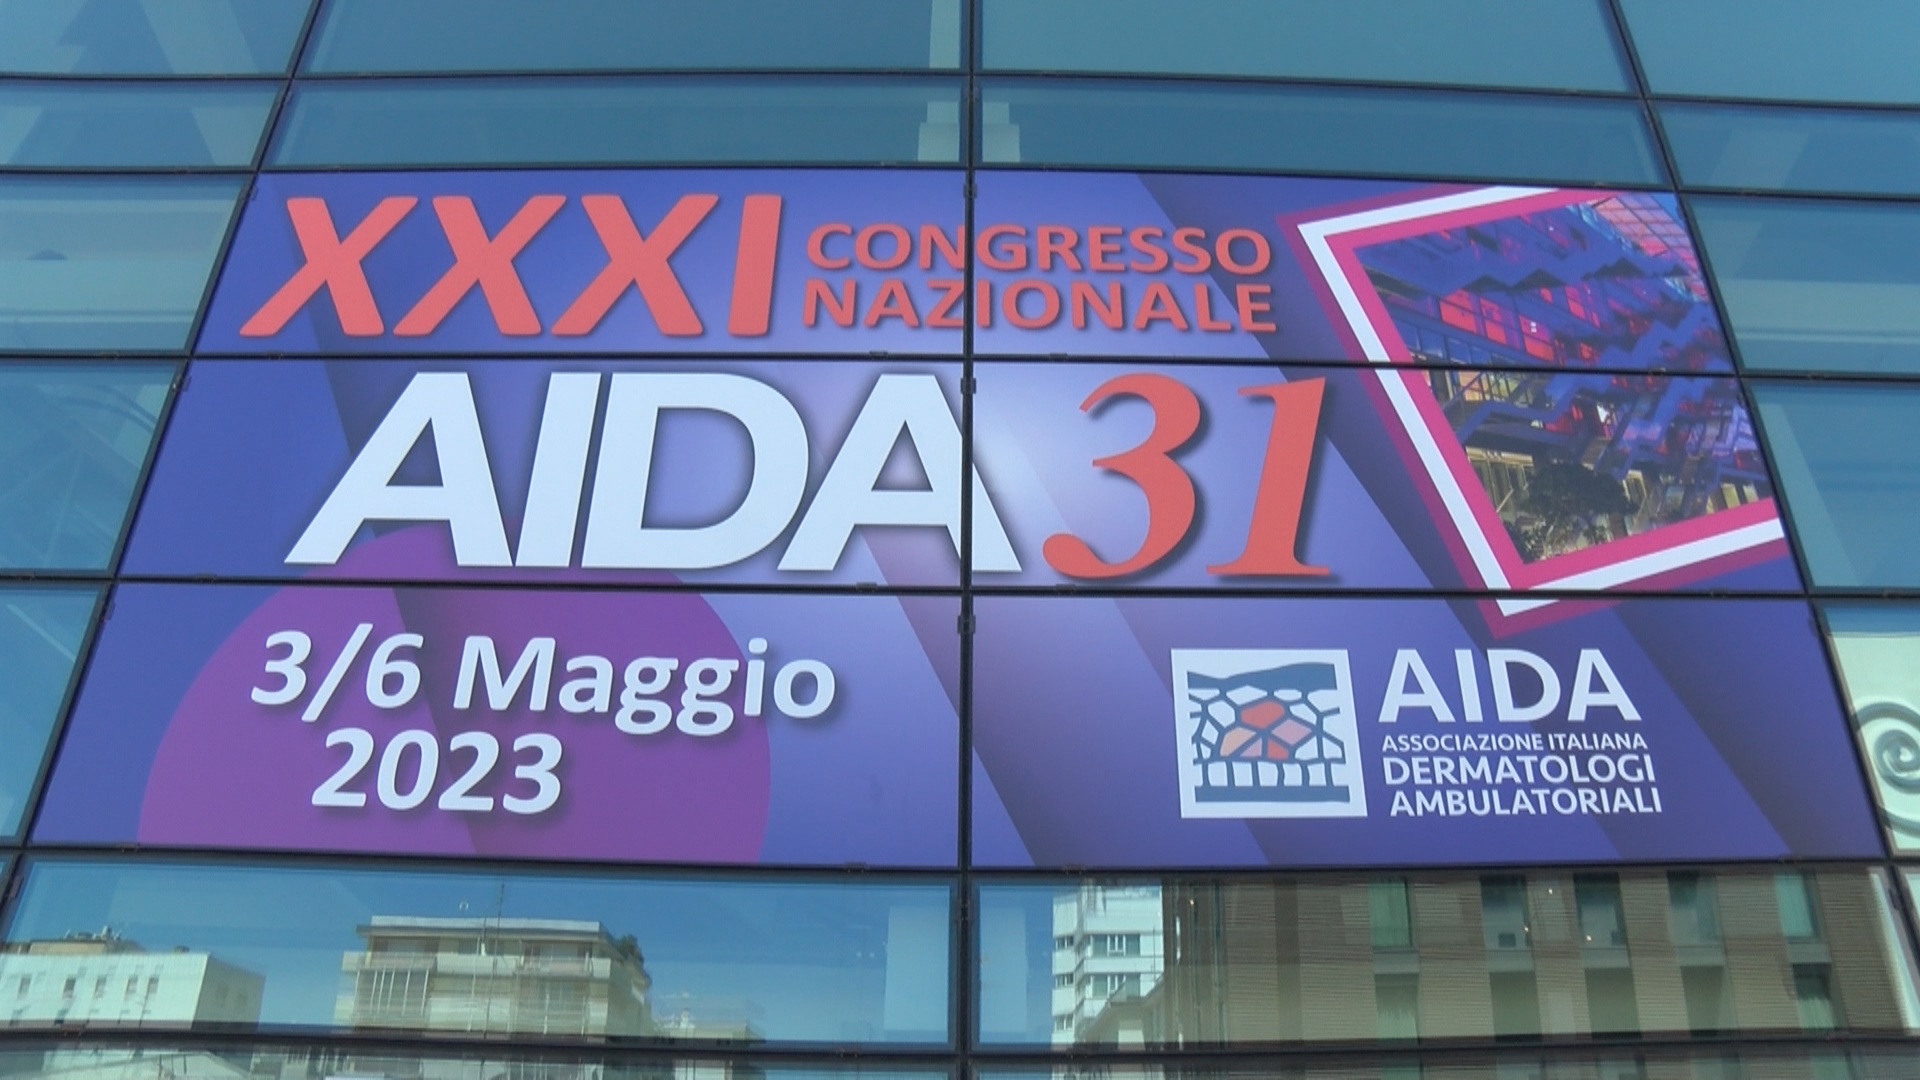 XXXI CONGRESSO
NAZIONALE
AIDA 31
3/6 Maggio
2023
AIDA
ASSOCIAZIONE ITALIANA
DERMATOLOGI
AMBULATORIALI